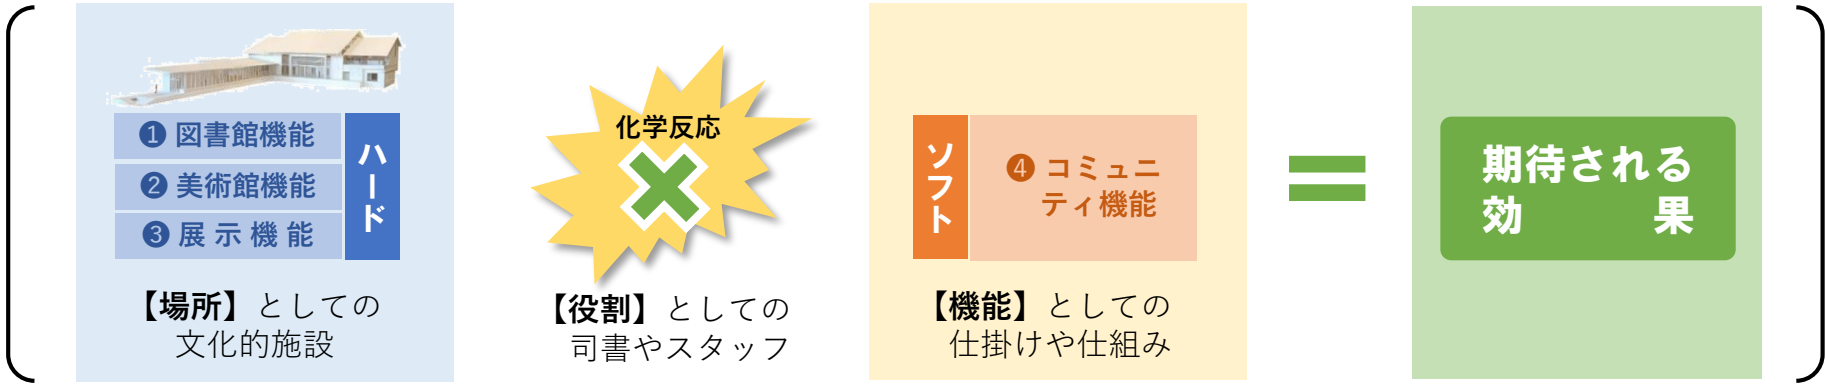 ❶ 図書館機能
❷ 美術館機能
❸ 展示機能
ハード
【場所】としての
文化的施設
化学反応
【役割】としての
司書やスタッフ
ソフト
❹ コミュニ
ティ機能
【機能】としての
仕掛けや仕組み
=
期待される
効果